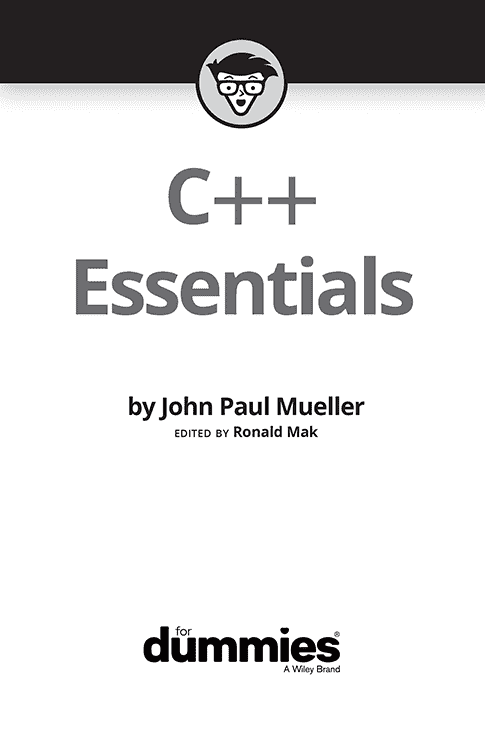 C++
Essentials
by John Paul Mueller
EDITED BY Ronald Mak
for
dummies®
A Wiley Brand